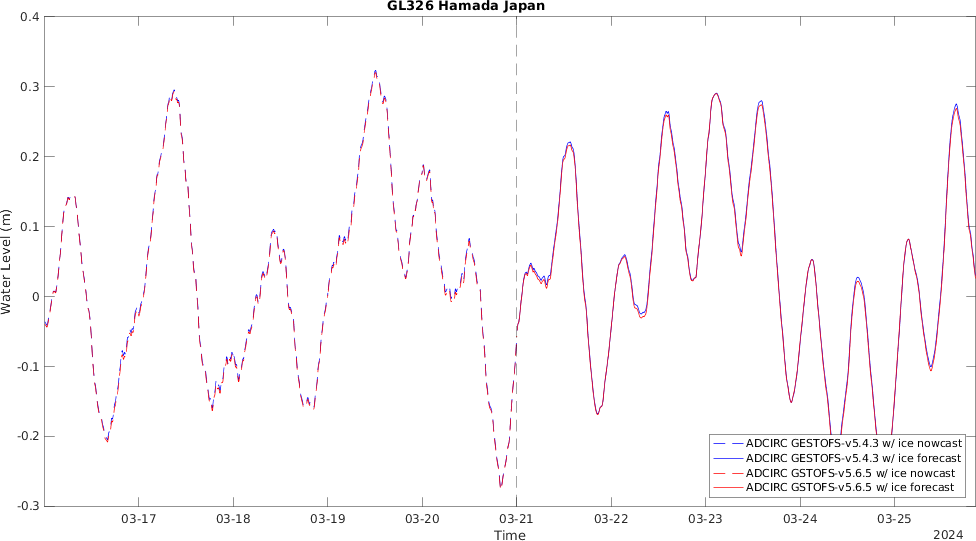 GL326 Hamada Japan
0.4
0.3
0.2
0.1
0
-0.1
-0.2
-0.3
Water Level (m)
03-17
03-18
03-19
03-20
03-21
03-22
03-23
03-24
03-25
Time
2024
ADCIRC GESTOFS-v5.4.3 w/ ice nowcast
ADCIRC GESTOFS-v5.4.3 w/ ice forecast
ADCIRC GSTOFS-v5.6.5 w/ ice nowcast
ADCIRC GSTOFS-v5.6.5 w/ ice forecast